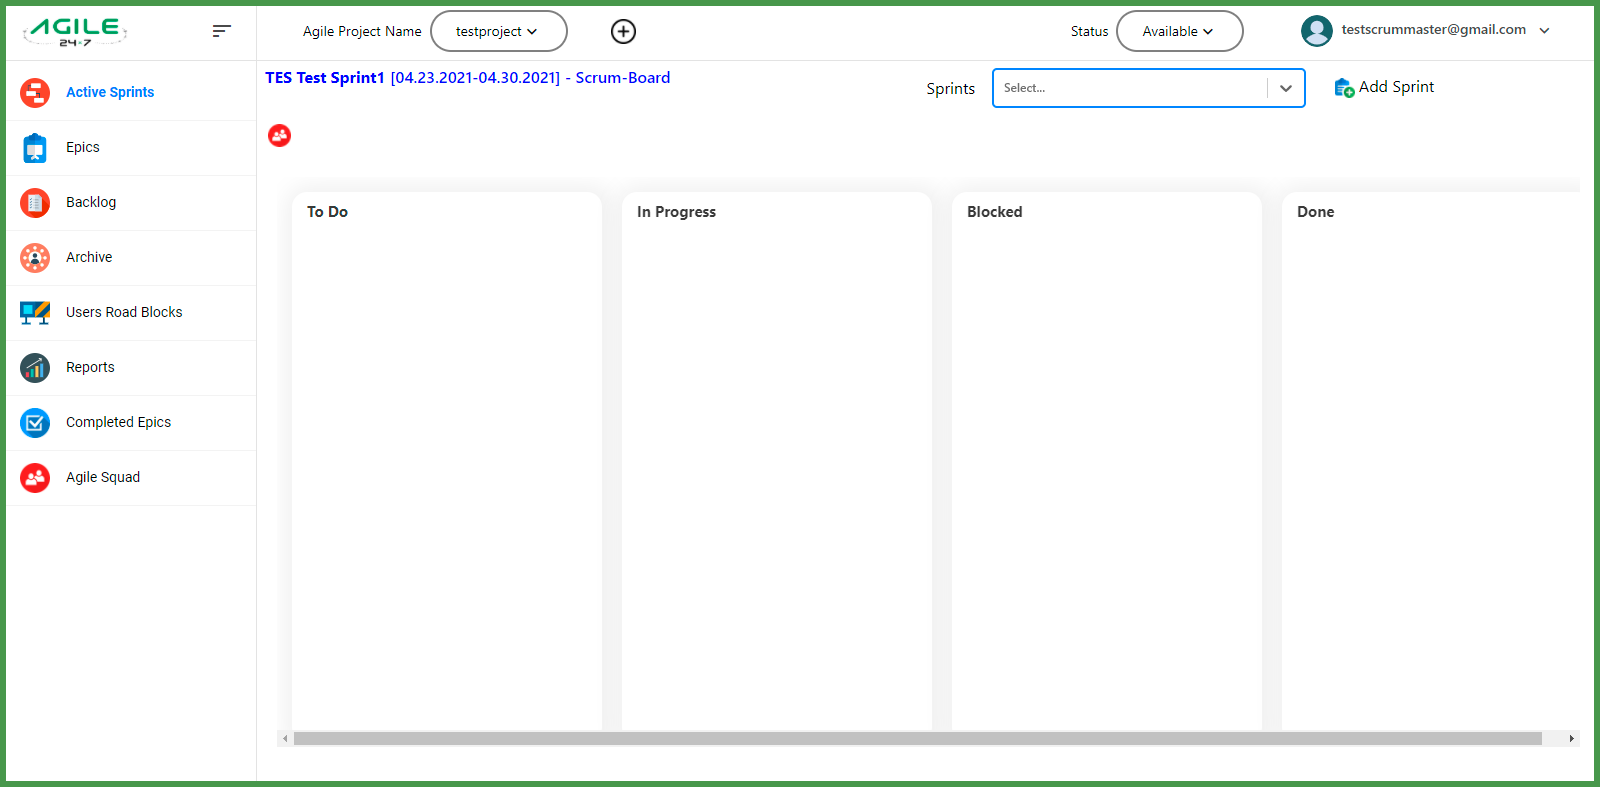 AGILE
24x7
Agile Project Name testproject
Status Available
testscrummaster@gmail.com
TES Test Sprint1 [04.23.2021-04.30.2021] - Scrum-Board
Sprints Select...
Add Sprint
Active Sprints
Epics
Backlog
Archive
Users Road Blocks
Reports
Completed Epics
Agile Squad
To Do
In Progress
Blocked
Done